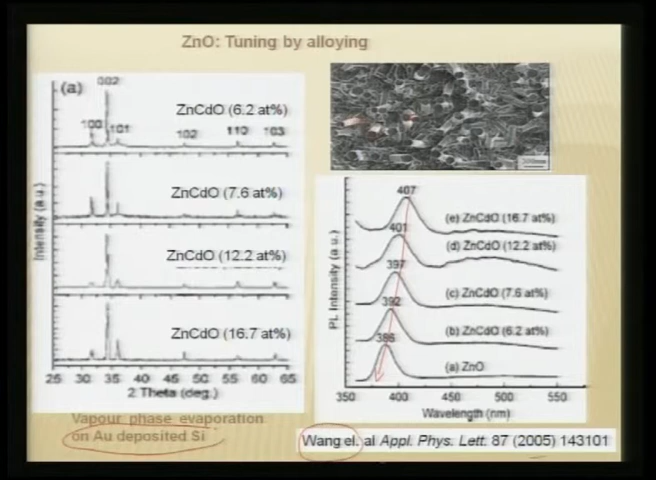 ZnO: Tuning by alloying
(a)
002
100
101
102
110
103
ZnCdO (6.2 at%)
ZnCdO (7.6 at%)
ZnCdO (12.2 at%)
ZnCdO (16.7 at%)
Intensity (a.u.)
25 30 35 40 45 50 55 60 65
2 Theta (deg.)
Vapour phase evaporation
on Au deposited Si
300nm
407
(e) ZnCdO (16.7 at%)
401
(d) ZnCdO (12.2 at%)
397
(c) ZnCdO (7.6 at%)
392
(b) ZnCdO (6.2 at%)
386
(a) ZnO
PL Intensity (a.u.)
350 400 450 500 550
Wavelength (nm)
Wang el. al Appl. Phys. Lett. 87 (2005) 143101